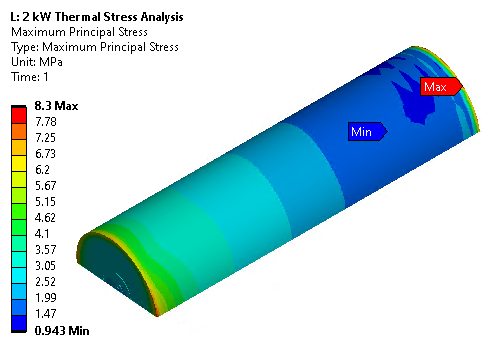 L: 2 kW Thermal Stress Analysis
Maximum Principal Stress
Type: Maximum Principal Stress
Unit: MPa
Time: 1
8.3 Max
7.78
7.25
6.73
6.2
5.67
5.15
4.62
4.1
3.57
3.05
2.52
1.99
1.47
0.943 Min
Max
Min